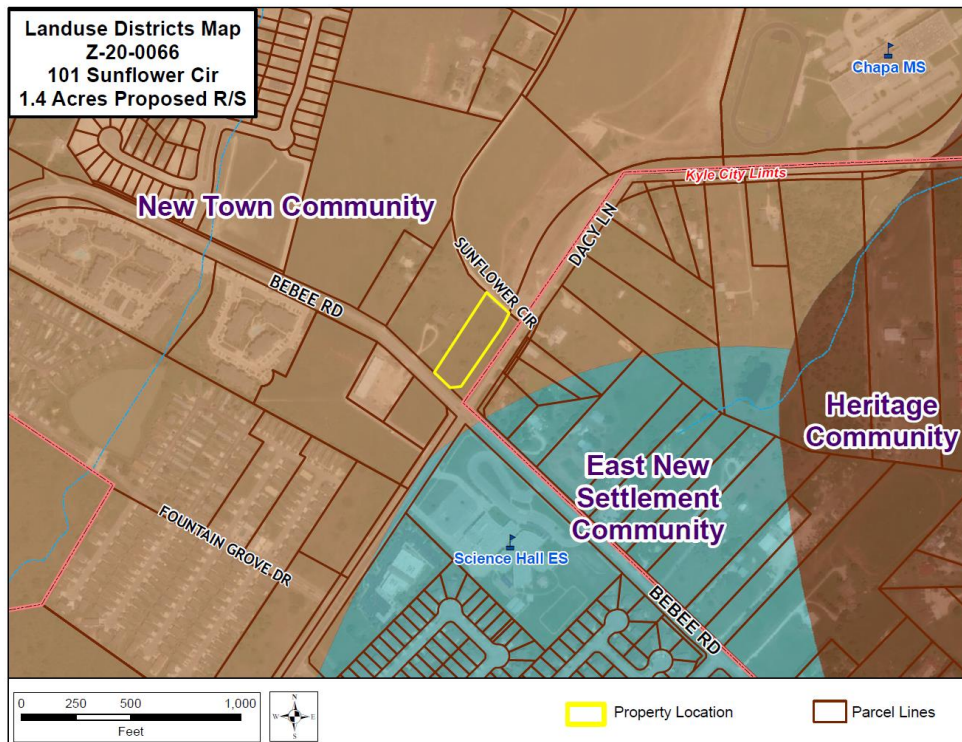 Landuse Districts Map
Z-20-0066
101 Sunflower Cir
1.4 Acres Proposed R/S
Chapa MS
Kyle City Limts
New Town Community
SUNFLOWER CIR
DACY LN
BEBEE RD
Heritage
Community
East New
Settlement
Community
FOUNTAIN GROVE DR
Science Hall ES
BEBEE RD
0 250 500 1,000
Feet
N
W E
S
Property Location
Parcel Lines